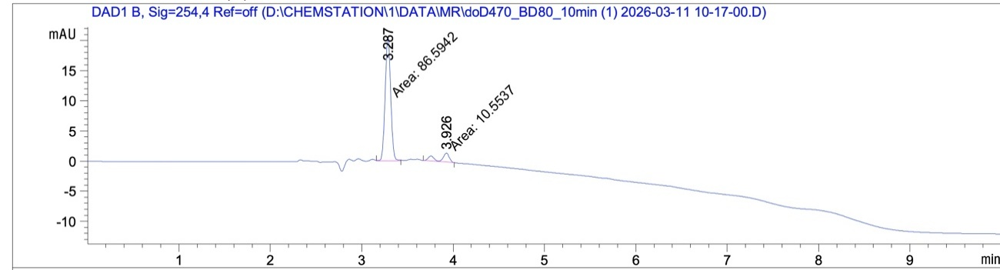 DAD1 B, Sig=254,4 Ref=off (D:\CHEMSTATION\1\DATA\MR\doD470_BD80_10min (1) 2026-03-11 10-17-00.D)
mAU
3.287
Area: 86.5942
3.926
Area: 10.5537
15
10
5
0
-5
-10
1 2 3 4 5 6 7 8 9 min